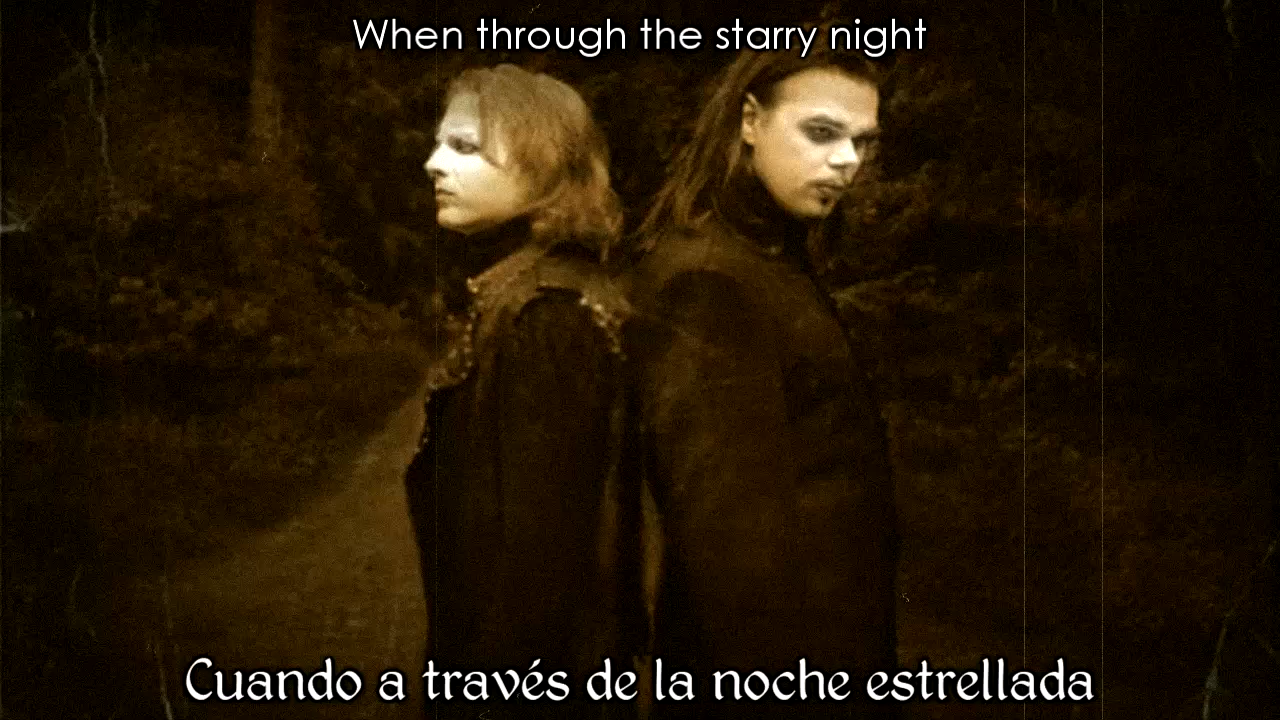 When through the starry night
Cuando a través de la noche estrellada